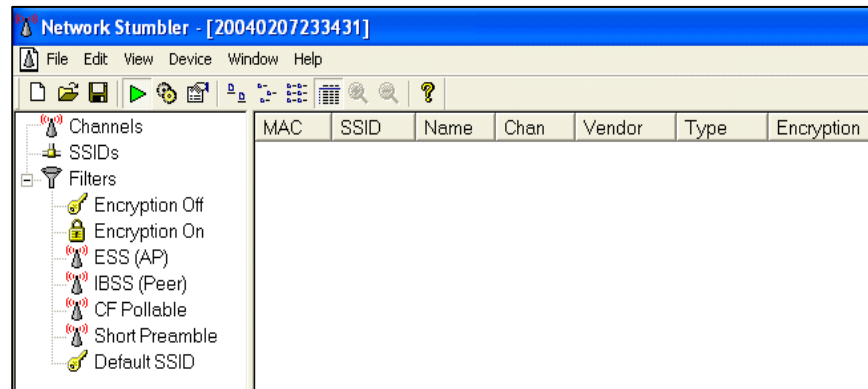 Network Stumbler - [20040207233431]
File Edit View Device Window Help
Channels
SSIDs
Filters
Encryption Off
Encryption On
ESS (AP)
IBSS (Peer)
CF Pollable
Short Preamble
Default SSID
MAC SSID Name Chan Vendor Type Encryption